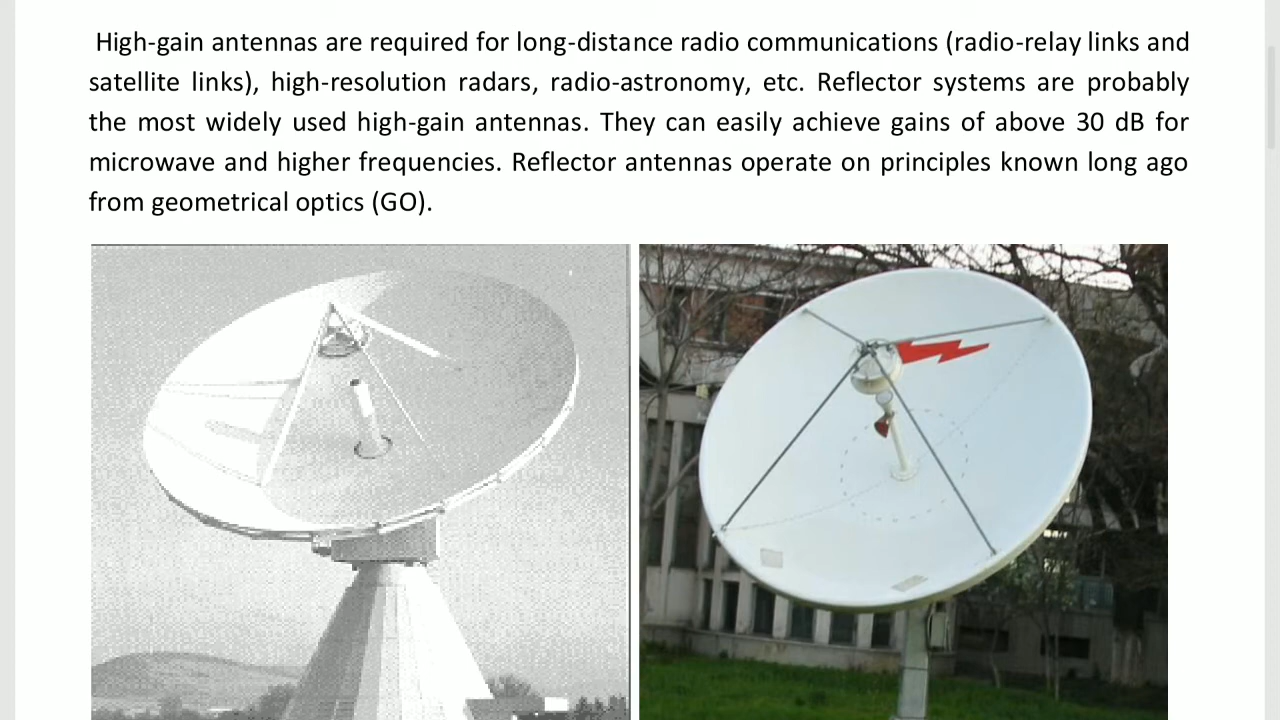 High-gain antennas are required for long-distance radio communications (radio-relay links and
satellite links), high-resolution radars, radio-astronomy, etc. Reflector systems are probably
the most widely used high-gain antennas. They can easily achieve gains of above 30 dB for
microwave and higher frequencies. Reflector antennas operate on principles known long ago
from geometrical optics (GO).